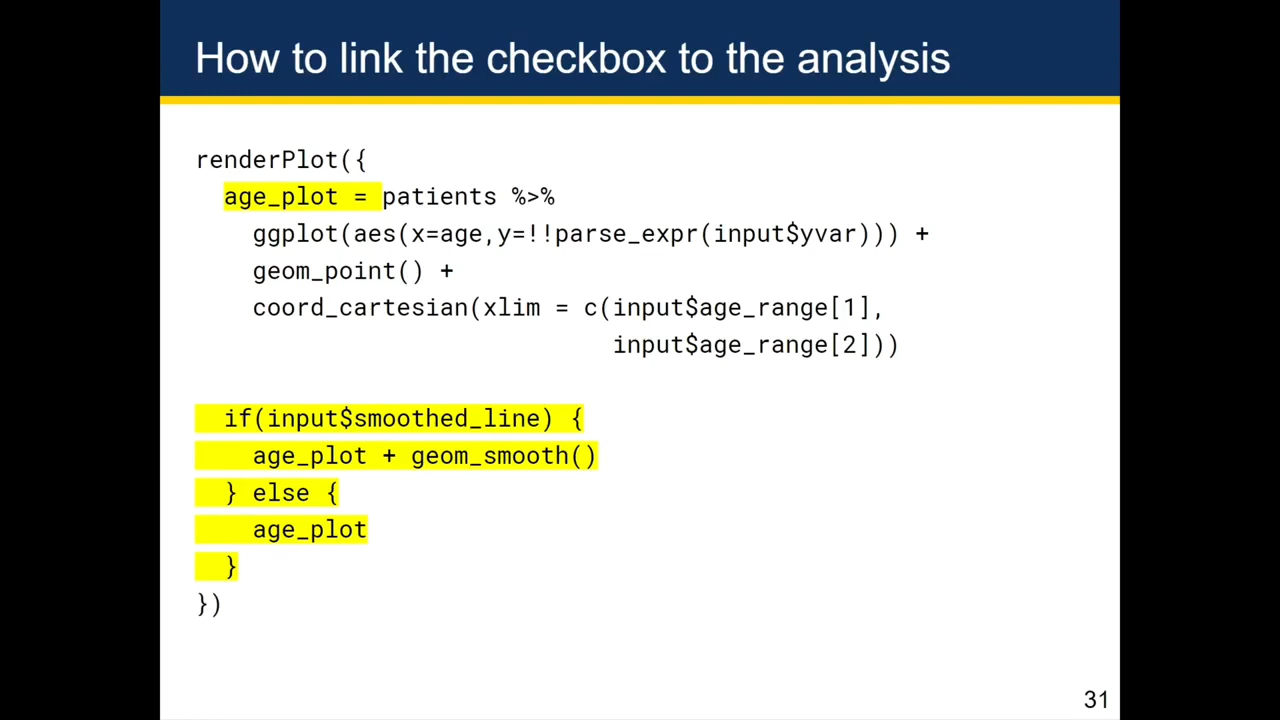 How to link the checkbox to the analysis
renderPlot({
  age_plot = patients %>%
    ggplot(aes(x=age,y=!!parse_expr(input$yvar))) +
    geom_point() +
    coord_cartesian(xlim = c(input$age_range[1],
                             input$age_range[2]))
  if(input$smoothed_line) {
    age_plot + geom_smooth()
  } else {
    age_plot
  }
})
31